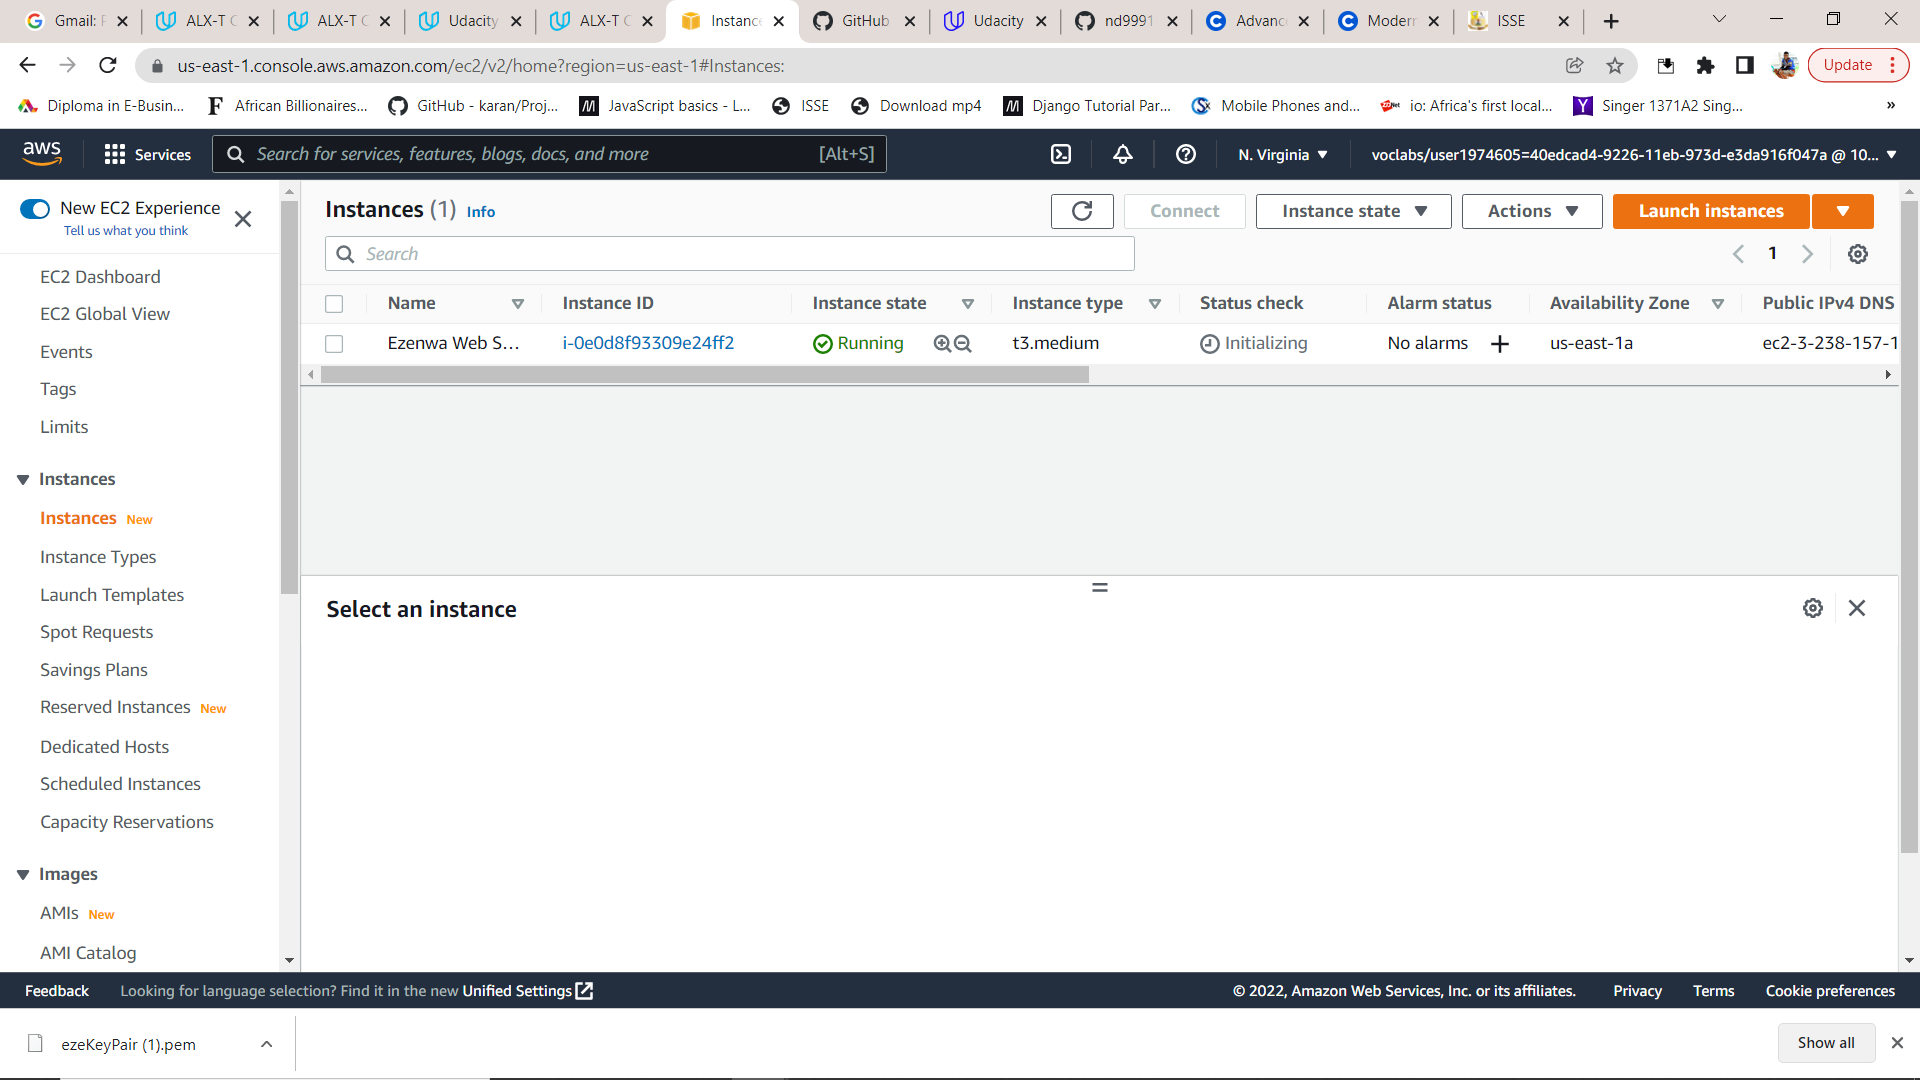 Gmail: F
ALX-T C
ALX-T C
Udacity
ALX-T C
Instance
GitHub
Udacity
nd9991
Advanc
Modern
ISSE
us-east-1.console.aws.amazon.com/ec2/v2/home?region=us-east-1#Instances:
Update
Diploma in E-Busin...
African Billionaires...
GitHub - karan/Proj...
JavaScript basics - L...
ISSE
Download mp4
Django Tutorial Par...
Mobile Phones and...
io: Africa's first local...
Singer 1371A2 Sing...
»
aws
Services
Search for services, features, blogs, docs, and more
[Alt+S]
N. Virginia
voclabs/user1974605=40edcad4-9226-11eb-973d-e3da916f047a @ 10...
New EC2 Experience
Tell us what you think
EC2 Dashboard
EC2 Global View
Events
Tags
Limits
Instances
Instances New
Instance Types
Launch Templates
Spot Requests
Savings Plans
Reserved Instances New
Dedicated Hosts
Scheduled Instances
Capacity Reservations
Images
AMIs New
AMI Catalog
Instances (1) Info
Connect
Instance state
Actions
Launch instances
Search
1
Name Instance ID Instance state Instance type Status check Alarm status Availability Zone Public IPv4 DNS
Ezenwa Web S... i-0e0d8f93309e24ff2 Running t3.medium Initializing No alarms us-east-1a ec2-3-238-157-1
Select an instance
Feedback
Looking for language selection? Find it in the new Unified Settings
© 2022, Amazon Web Services, Inc. or its affiliates.
Privacy
Terms
Cookie preferences
ezeKeyPair (1).pem
Show all